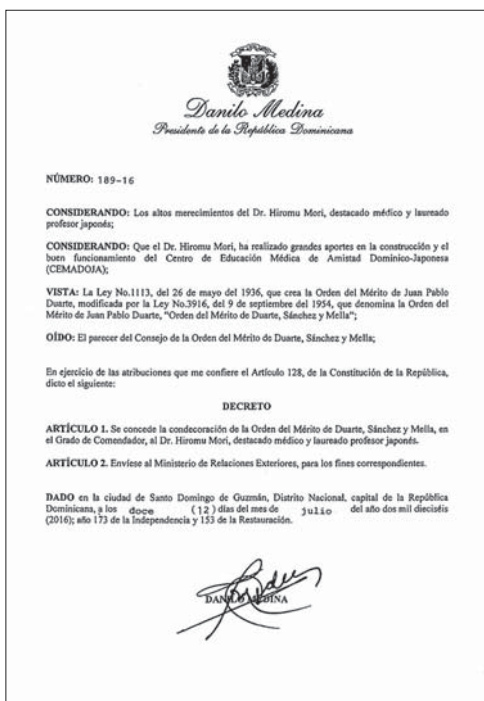 Danilo Medina
Presidente de la República Dominicana
NÚMERO: 189-16
CONSIDERANDO: Los altos merecimientos del Dr. Hiromu Mori, destacado médico y laureado
profesor japonés;
CONSIDERANDO: Que el Dr. Hiromu Mori, ha realizado grandes aportes en la construcción y el
buen funcionamiento del Centro de Educación Médica de Amistad Dominico-Japonesa
(CEMADOJA);
VISTA: La Ley No.1113, del 26 de mayo del 1936, que crea la Orden del Mérito de Juan Pablo
Duarte, modificada por la Ley No.3916, del 9 de septiembre del 1954, que denomina la Orden del
Mérito de Juan Pablo Duarte, "Orden del Mérito de Duarte, Sánchez y Mella";
OÍDO: El parecer del Consejo de la Orden del Mérito de Duarte, Sánchez y Mella;
En ejercicio de las atribuciones que me confiere el Artículo 128, de la Constitución de la República,
dicto el siguiente:
DECRETO
ARTÍCULO 1. Se concede la condecoración de la Orden del Mérito de Duarte, Sánchez y Mella, en
el Grado de Comendador, al Dr. Hiromu Mori, destacado médico y laureado profesor japonés.
ARTÍCULO 2. Envíese al Ministerio de Relaciones Exteriores, para los fines correspondientes.
DADO en la ciudad de Santo Domingo de Guzmán, Distrito Nacional, capital de la República
Dominicana, a los doce (12) días del mes de julio del año dos mil dieciséis
(2016); año 173 de la Independencia y 153 de la Restauración.
DANILO MEDINA